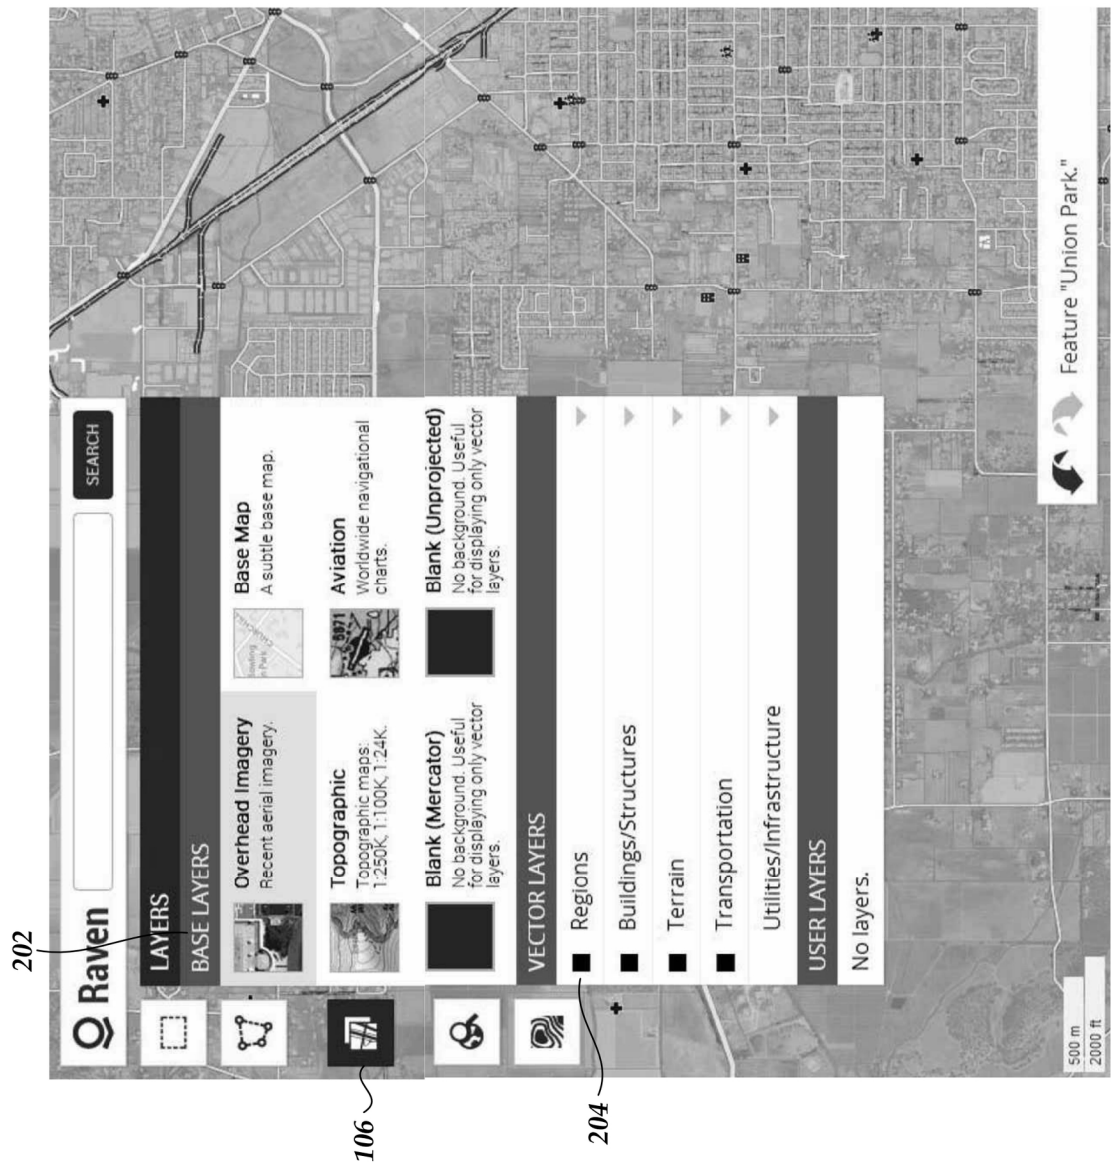 Raven
SEARCH
202
LAYERS
BASE LAYERS
Overhead Imagery
Recent aerial imagery.
Base Map
A subtle base map.
106
Topographic
Topographic maps:
1:250K, 1:100K, 1:24K.
Aviation
Worldwide navigational
charts.
Blank (Mercator)
No background. Useful
for displaying only vector
layers.
Blank (Unprojected)
No background. Useful
for displaying only vector
layers.
VECTOR LAYERS
204
Regions
Buildings/Structures
Terrain
Transportation
Utilities/Infrastructure
USER LAYERS
No layers.
500 m
2000 ft
Feature "Union Park."